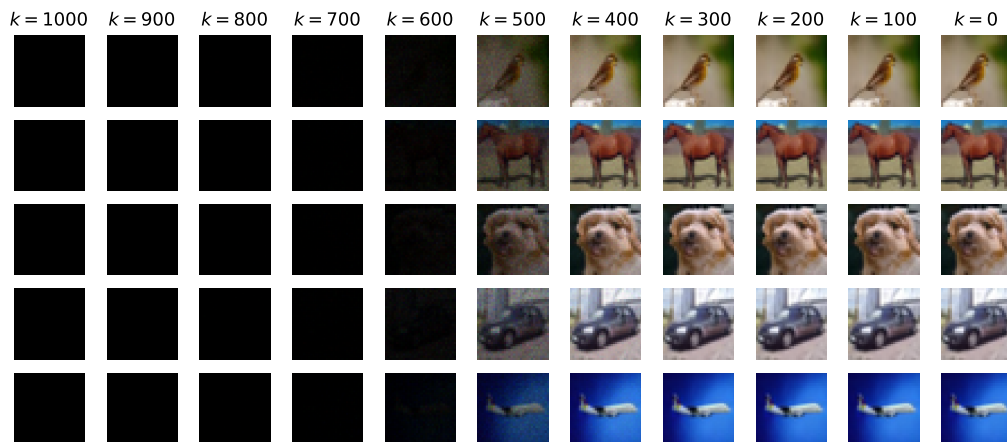 k = 1000 k = 900 k = 800 k = 700 k = 600 k = 500 k = 400 k = 300 k = 200 k = 100 k = 0